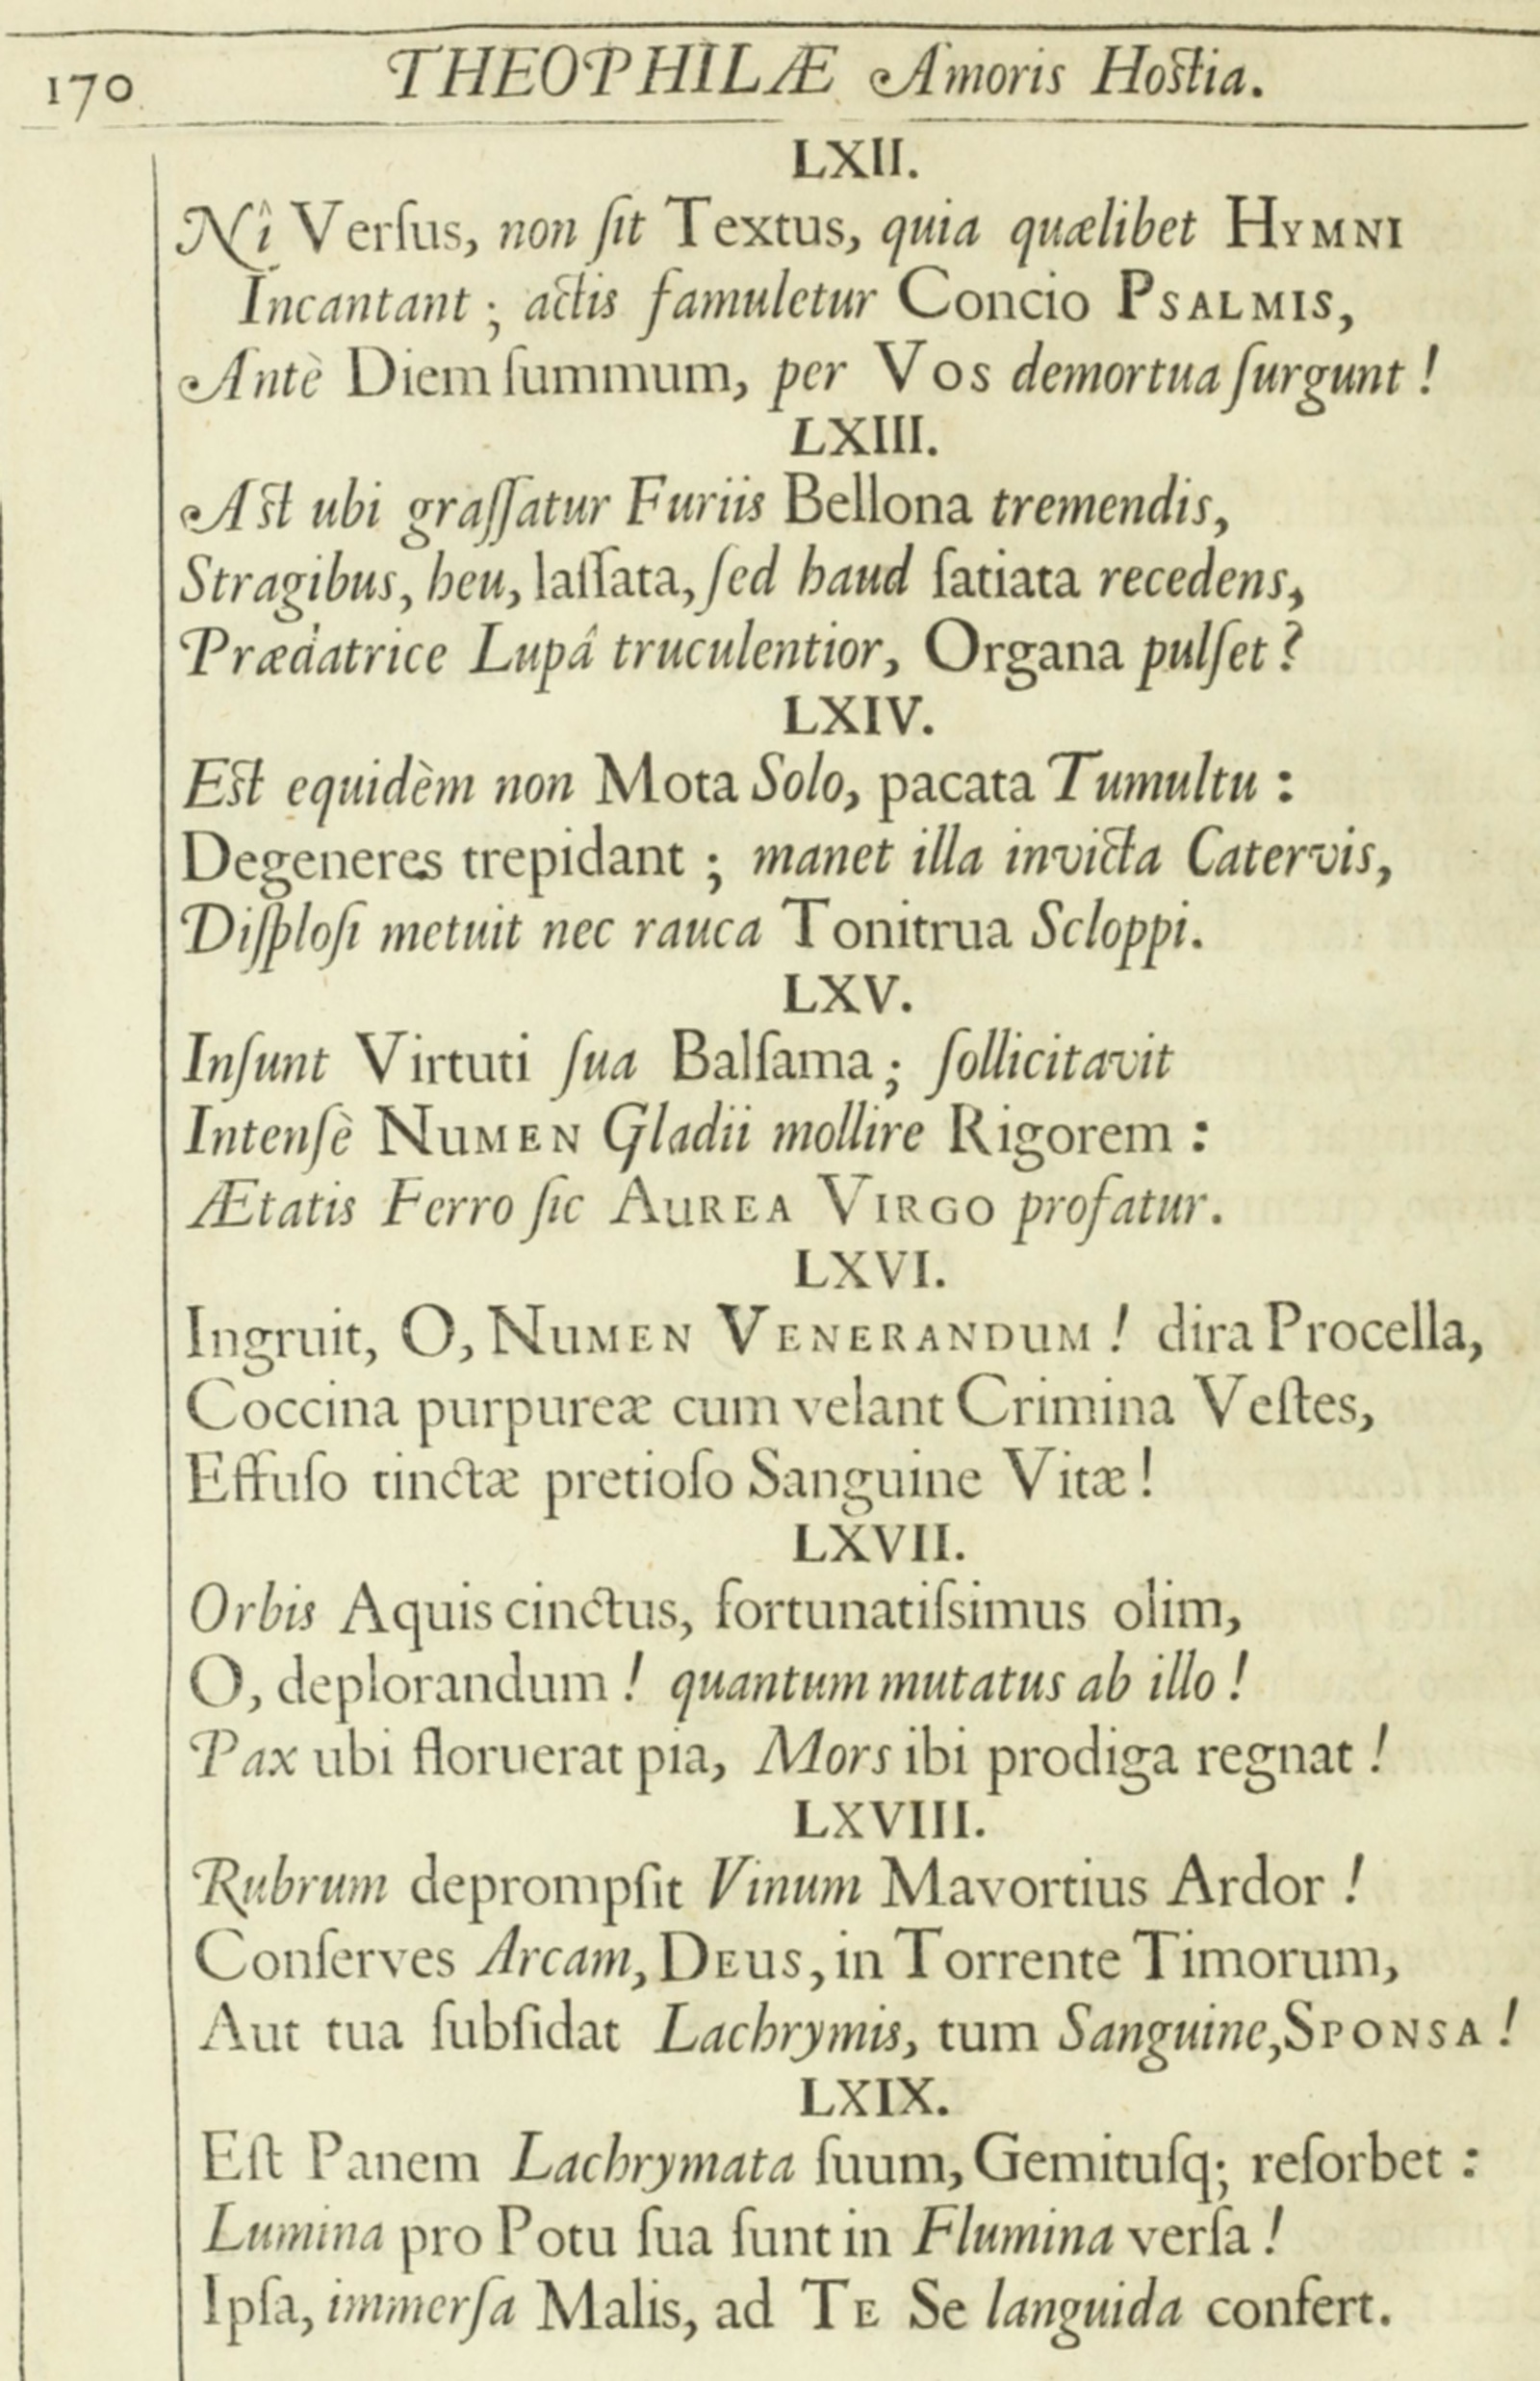 170 THEOPHILÆ Amoris Hostia.
LXII.
Nî Verſus, non ſit Textus, quia quælibet HYMNI
Incantant ; actis famuletur Concio PSALMIS,
Antè Diem ſummum, per Vos demortua ſurgunt !
LXIII.
Ast ubi graſſatur Furiis Bellona tremendis,
Stragibus, heu, laſſata, ſed haud ſatiata recedens,
Prædatrice Lupâ truculentior, Organa pulſet ?
LXIV.
Est equidèm non Mota Solo, pacata Tumultu :
Degeneres trepidant ; manet illa invicta Catervis,
Diſploſi metuit nec rauca Tonitrua Scloppi.
LXV.
Inſunt Virtuti ſua Balſama ; ſollicitavit
Intenſè NUMEN Gladii mollire Rigorem :
Ætatis Ferro ſic AUREA VIRGO profatur.
LXVI.
Ingruit, O, NUMEN VENERANDUM ! dira Procella,
Coccina purpureæ cum velant Crimina Veſtes,
Effuſo tinctæ pretioſo Sanguine Vitæ !
LXVII.
Orbis Aquis cinctus, fortunatiſsimus olim,
O, deplorandum ! quantum mutatus ab illo !
Pax ubi floruerat pia, Mors ibi prodiga regnat !
LXVIII.
Rubrum deprompſit Vinum Mavortius Ardor !
Conſerves Arcam, DEUS, in Torrente Timorum,
Aut tua ſubſidat Lachrymis, tum Sanguine, SPONSA !
LXIX.
Eſt Panem Lachrymata ſuum, Gemituſq; reſorbet :
Lumina pro Potu ſua ſunt in Flumina verſa !
Ipſa, immerſa Malis, ad TE Se languida confert.